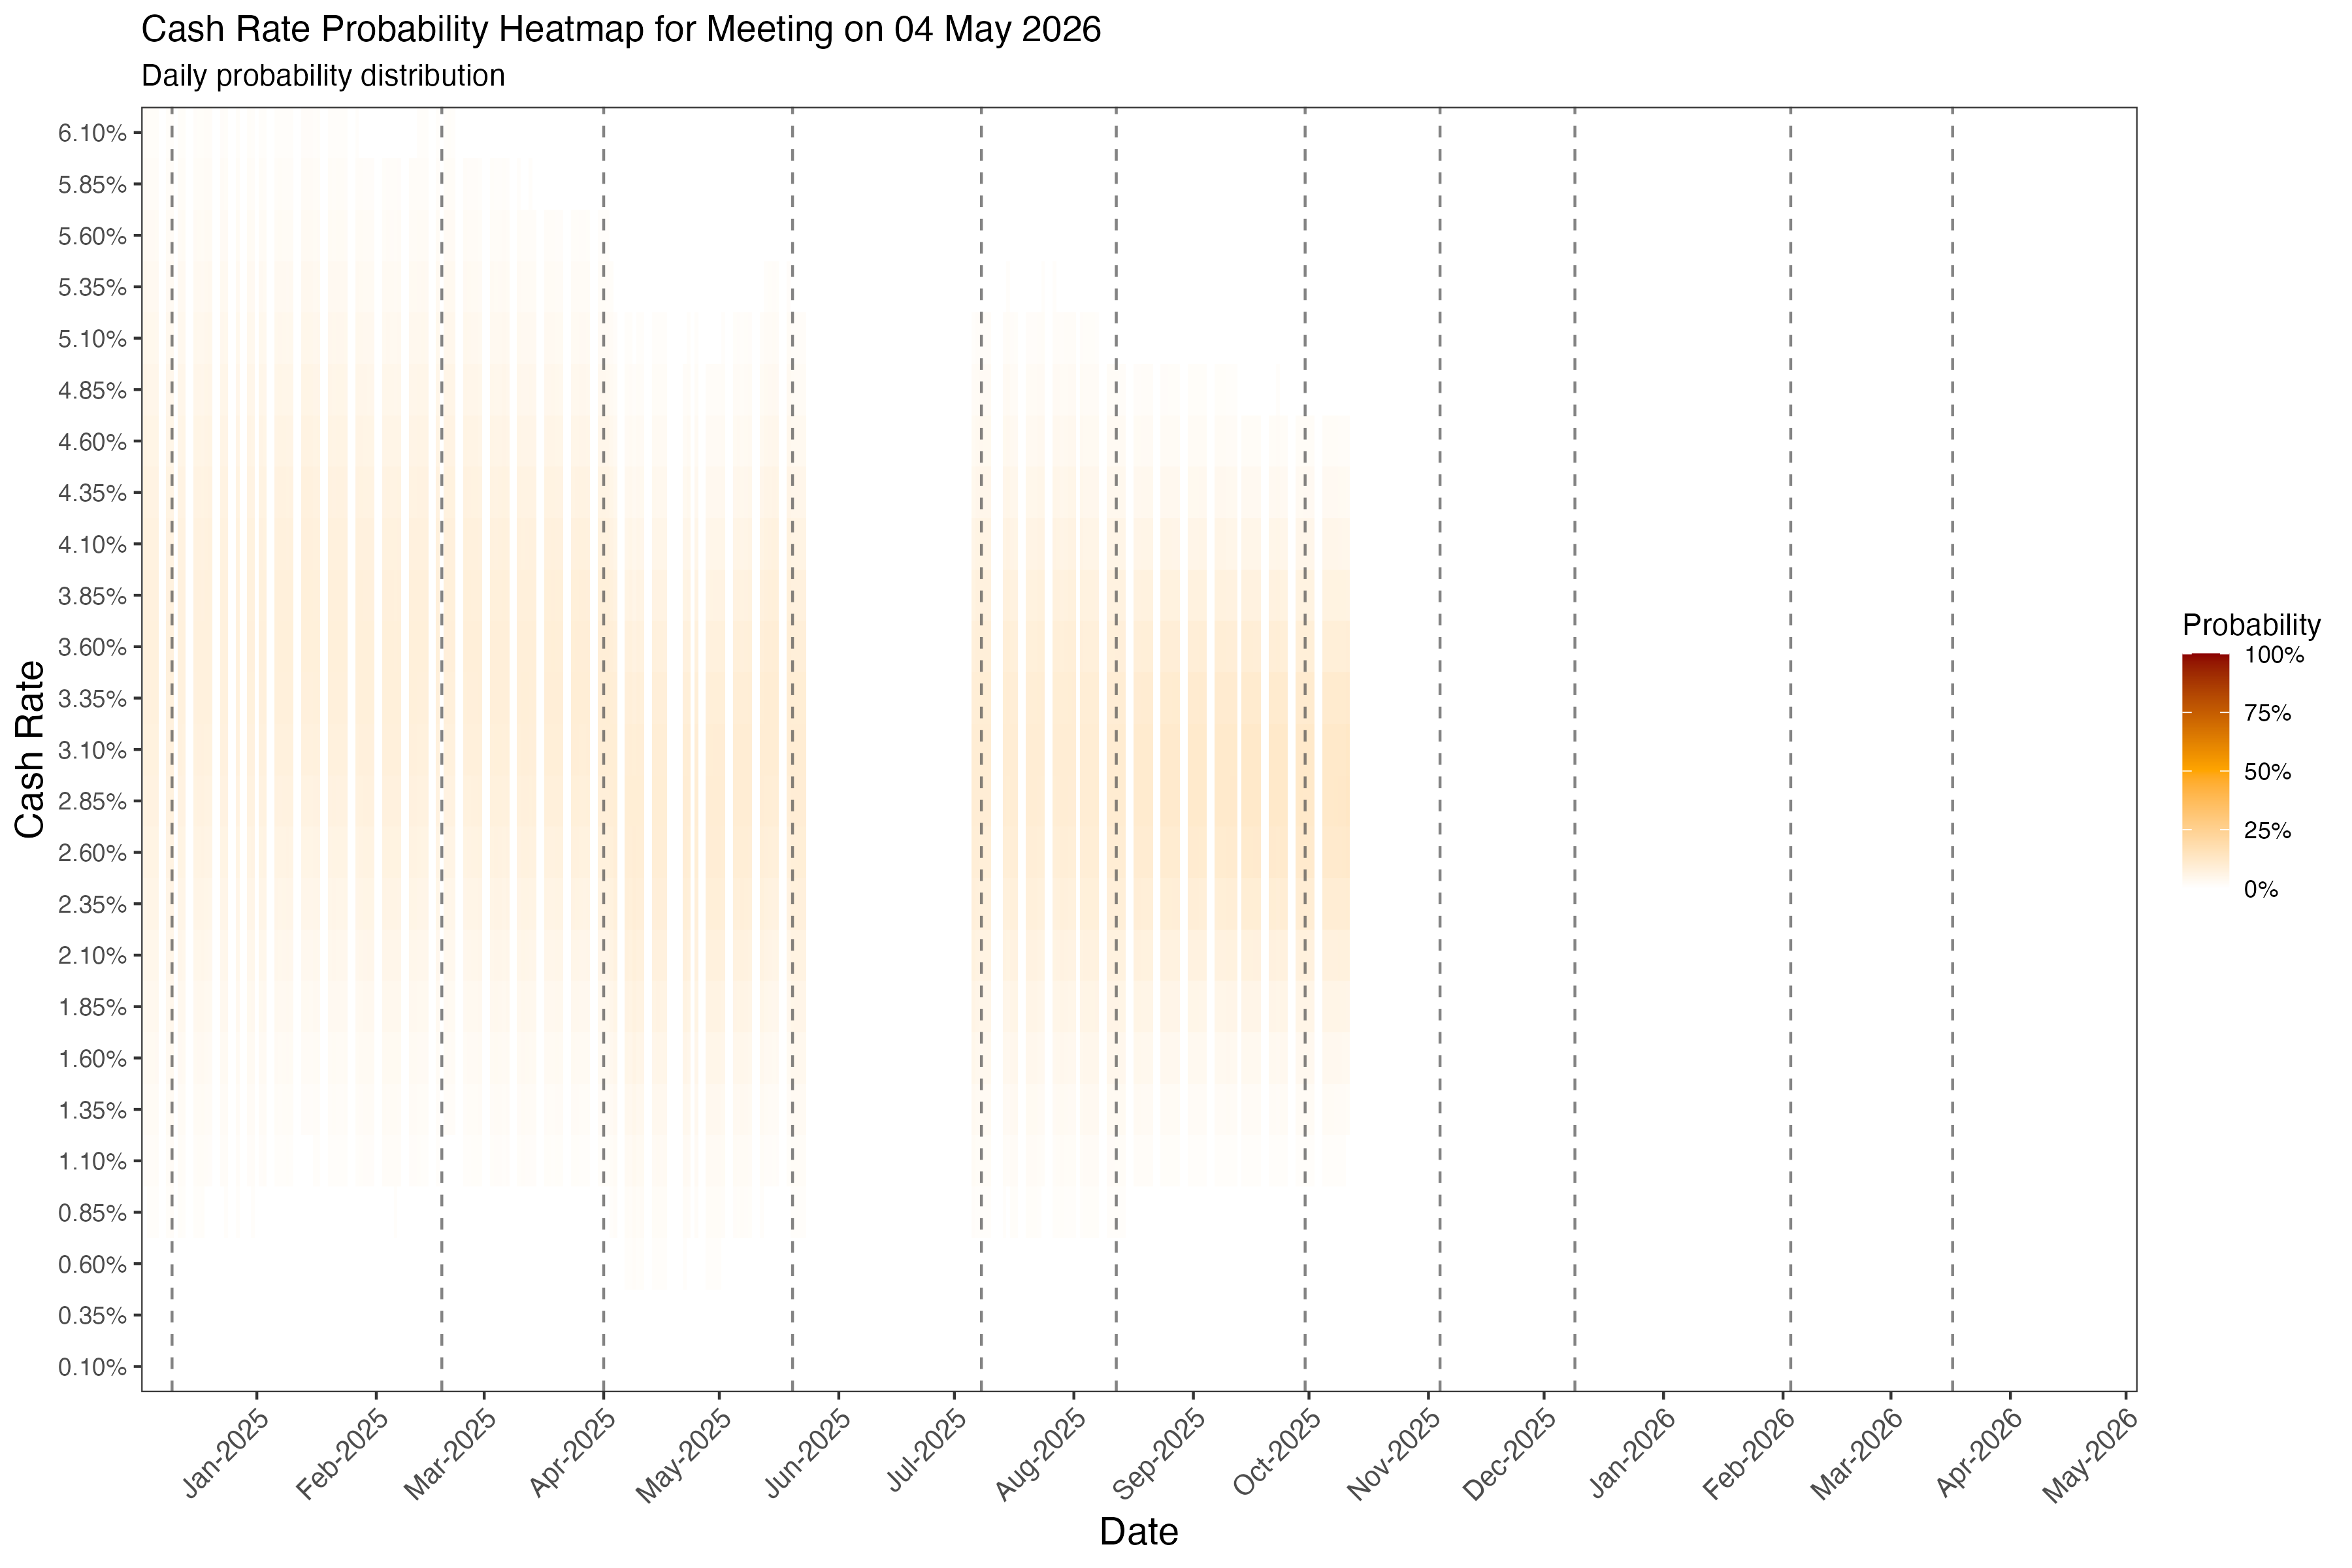 Cash Rate Probability Heatmap for Meeting on 04 May 2026
Daily probability distribution
6.10%
5.85%
5.60%
5.35%
5.10%
4.85%
4.60%
4.35%
4.10%
3.85%
3.60%
3.35%
3.10%
2.85%
2.60%
2.35%
2.10%
1.85%
1.60%
1.35%
1.10%
0.85%
0.60%
0.35%
0.10%
Cash Rate
Jan-2025
Feb-2025
Mar-2025
Apr-2025
May-2025
Jun-2025
Jul-2025
Aug-2025
Sep-2025
Oct-2025
Nov-2025
Dec-2025
Jan-2026
Feb-2026
Mar-2026
Apr-2026
May-2026
Date
Probability
100%
75%
50%
25%
0%